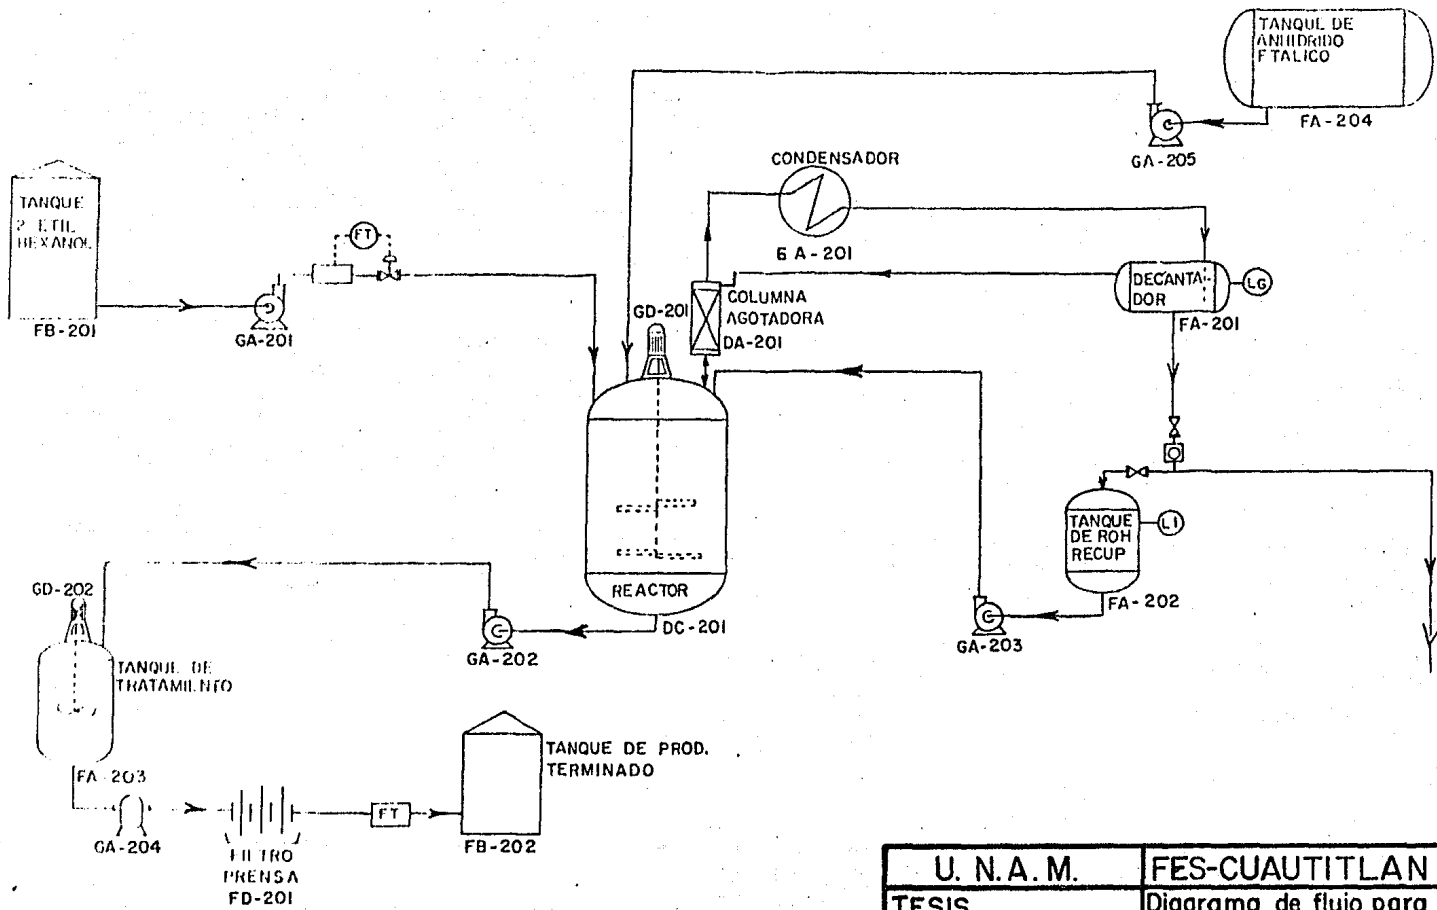 TANQUE DE
ANHIDRIDO
FTALICO
FA-204
GA-205
CONDENSADOR
EA-201
TANQUE
2 ETIL
HEXANOL
FB-201
FT
GA-201
DECANTA-
DOR
LG
FA-201
GD-201
COLUMNA
AGOTADORA
DA-201
REACTOR
DC-201
TANQUE
DE ROH
RECUP
LI
FA-202
GA-203
GA-202
GD-202
TANQUE DE
TRATAMIENTO
FA-203
GA-204
FILTRO
PRENSA
FD-201
FT
TANQUE DE PROD.
TERMINADO
FB-202
U. N. A. M.
FES-CUAUTITLAN
TESIS
Diagrama de flujo para